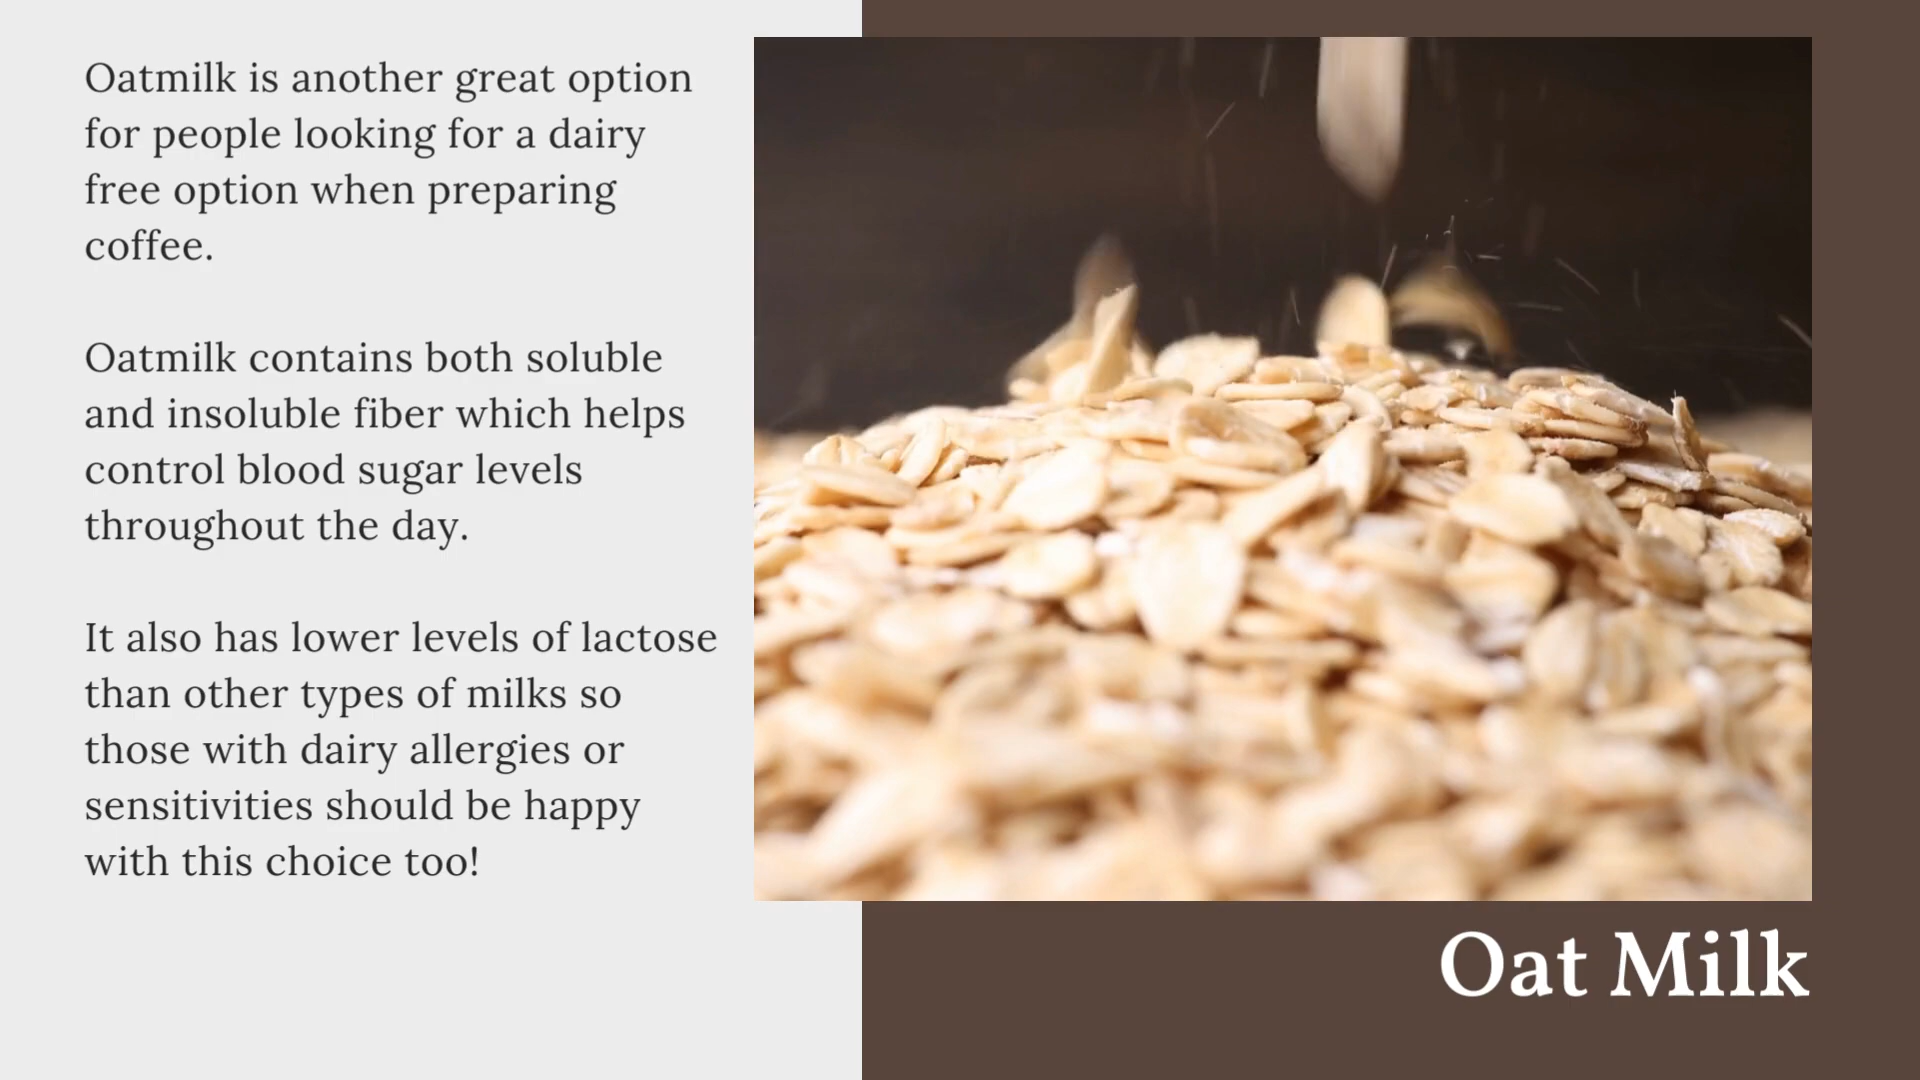 Oatmilk is another great option
for people looking for a dairy
free option when preparing
coffee.
Oatmilk contains both soluble
and insoluble fiber which helps
control blood sugar levels
throughout the day.
It also has lower levels of lactose
than other types of milks so
those with dairy allergies or
sensitivities should be happy
with this choice too!
Oat Milk